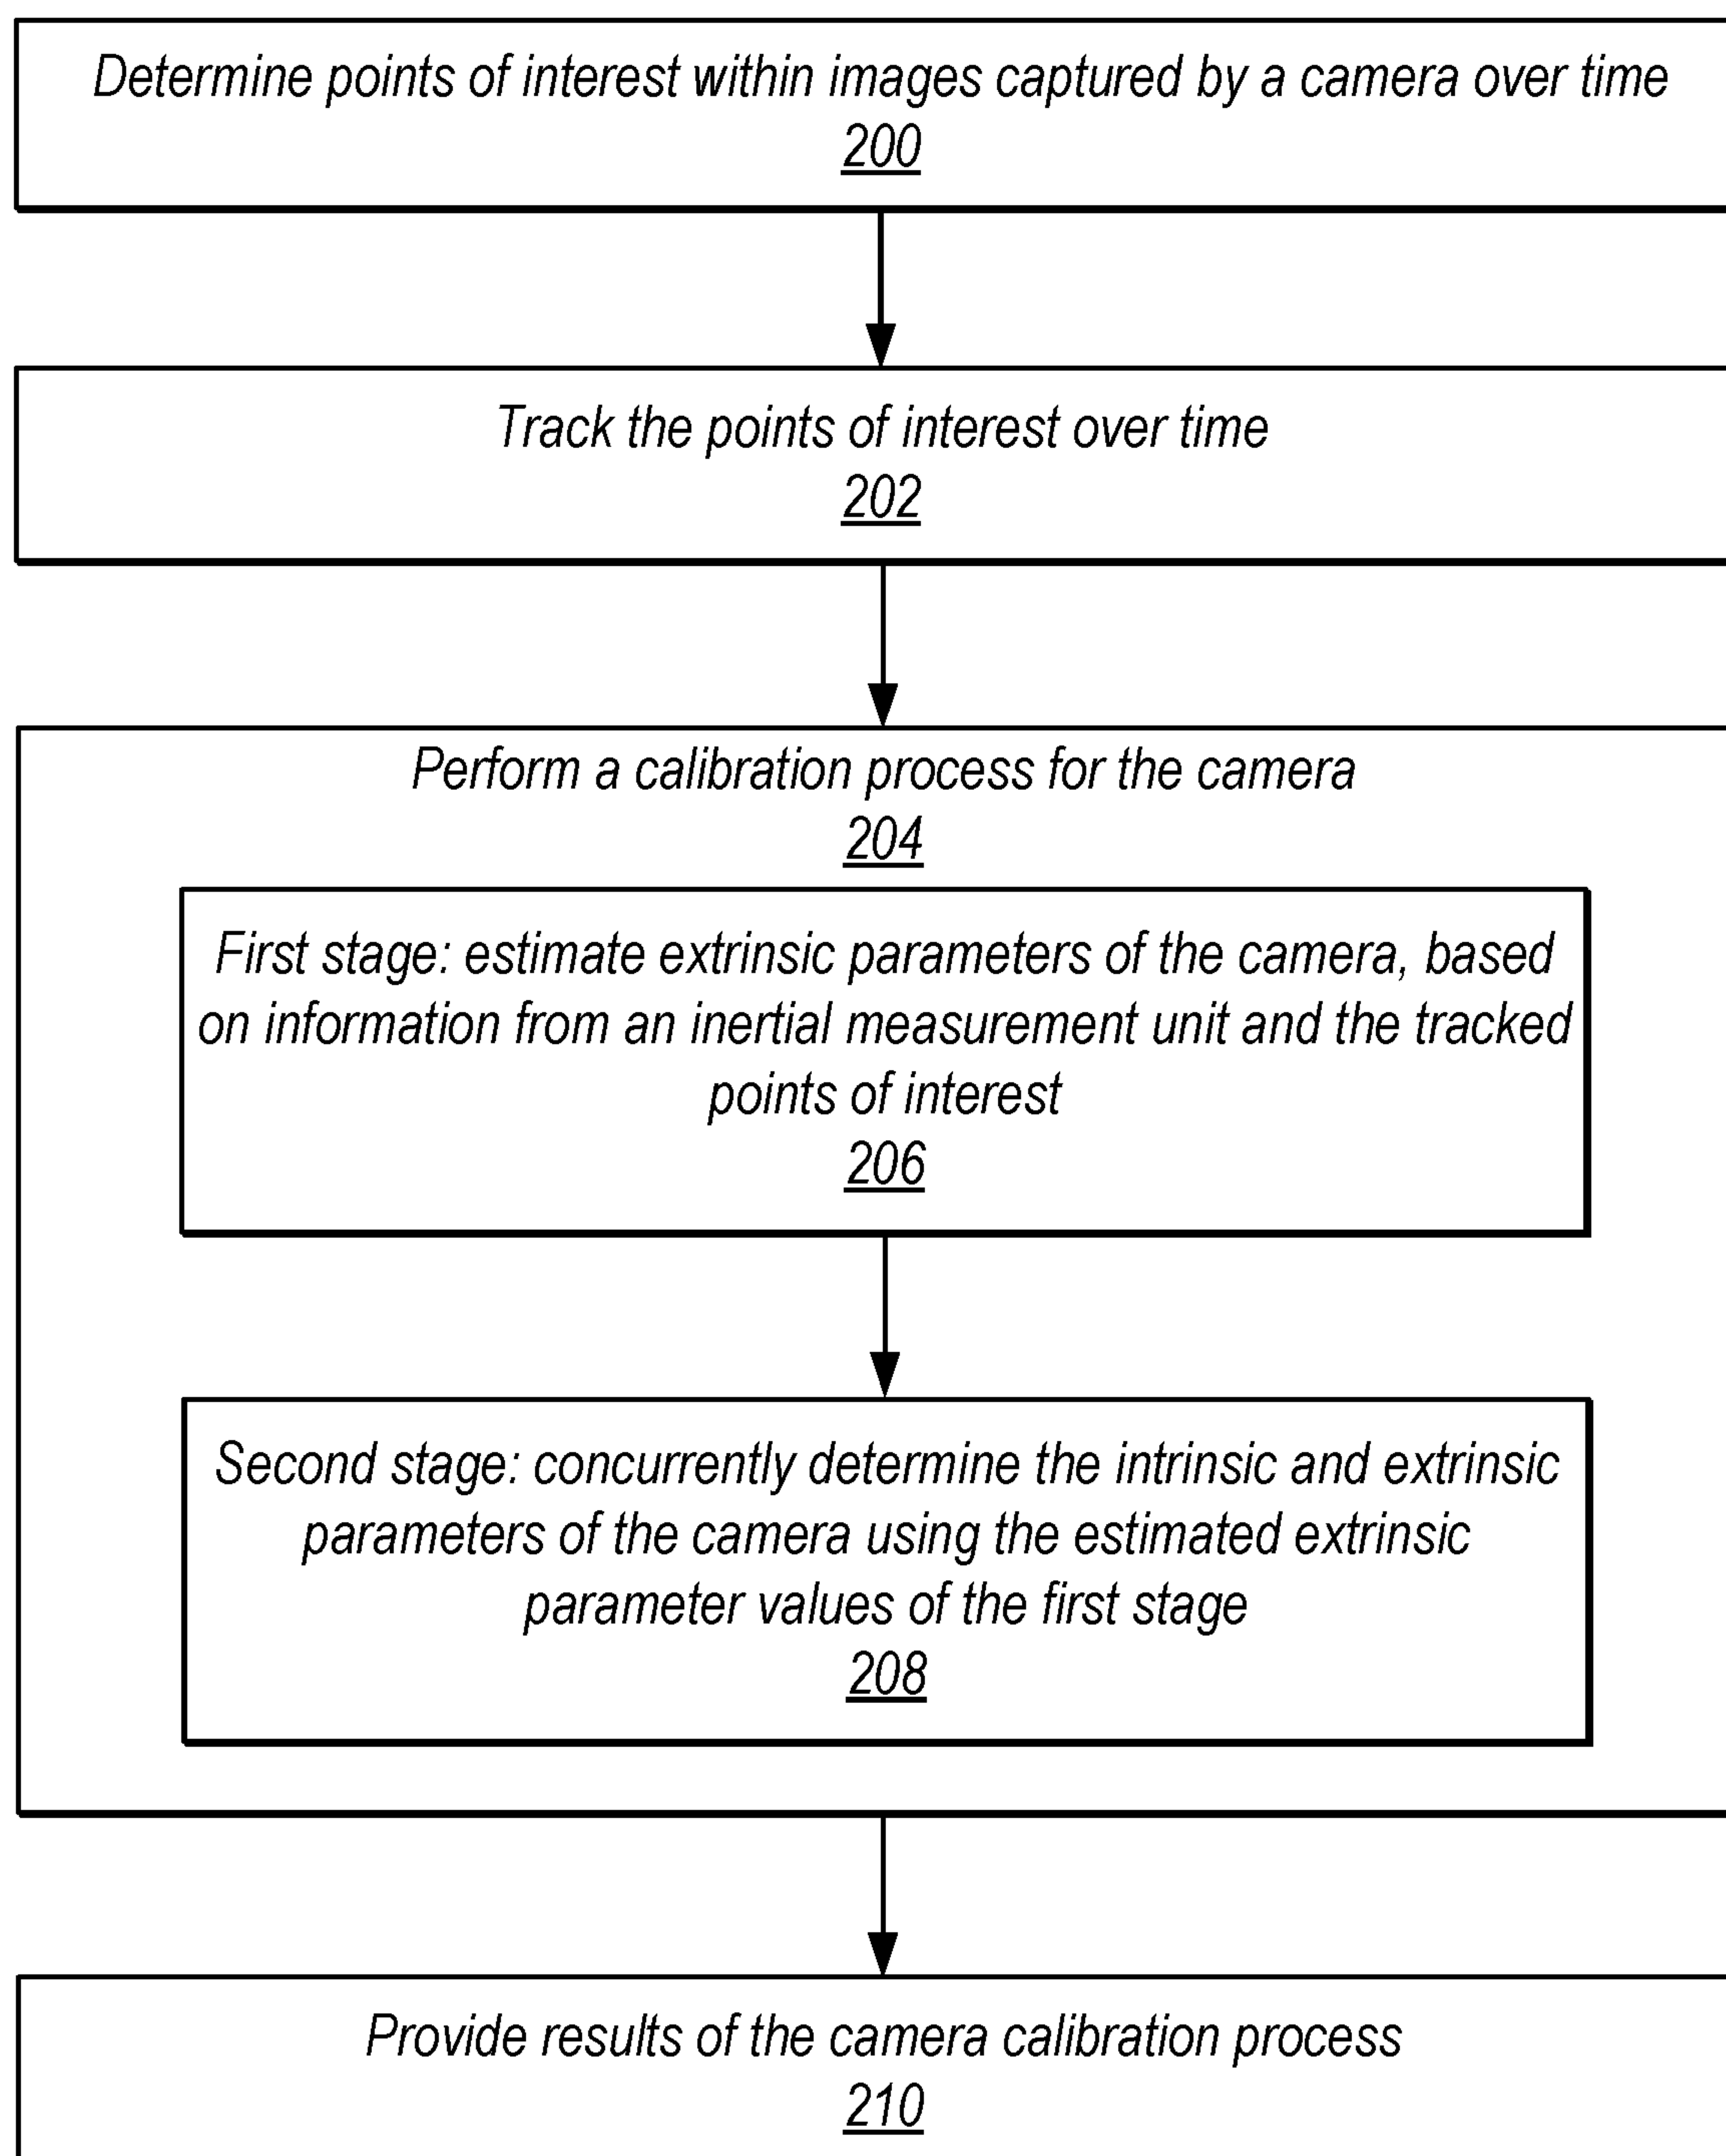 Determine points of interest within images captured by a camera over time
200
Track the points of interest over time
202
Perform a calibration process for the camera
204
First stage: estimate extrinsic parameters of the camera, based
on information from an inertial measurement unit and the tracked
points of interest
206
Second stage: concurrently determine the intrinsic and extrinsic
parameters of the camera using the estimated extrinsic
parameter values of the first stage
208
Provide results of the camera calibration process
210